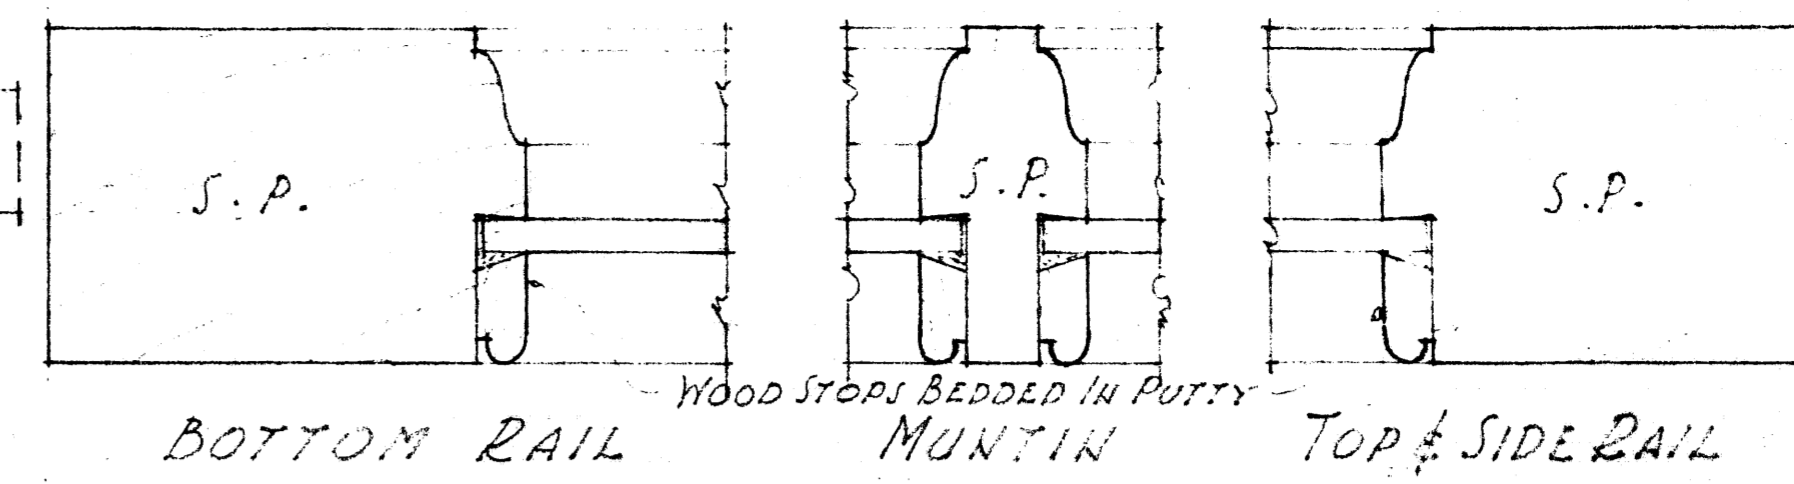 S.P.
S.P.
S.P.
WOOD STOPS BEDDED IN PUTTY
BOTTOM RAIL
MUNTIN
TOP & SIDE RAIL